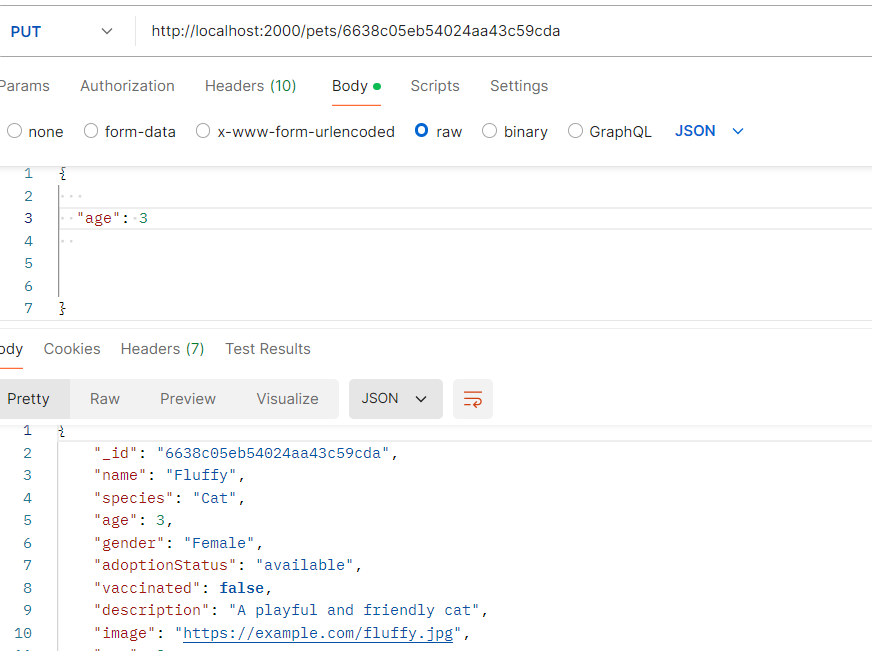 PUT http://localhost:2000/pets/6638c05eb54024aa43c59cda
Params Authorization Headers (10) Body Scripts Settings
none form-data x-www-form-urlencoded raw binary GraphQL JSON
1 {
2
3 "age": 3
4
5
6
7 }
ody Cookies Headers (7) Test Results
Pretty Raw Preview Visualize JSON
1 {
2 "_id": "6638c05eb54024aa43c59cda",
3 "name": "Fluffy",
4 "species": "Cat",
5 "age": 3,
6 "gender": "Female",
7 "adoptionStatus": "available",
8 "vaccinated": false,
9 "description": "A playful and friendly cat",
10 "image": "https://example.com/fluffy.jpg",